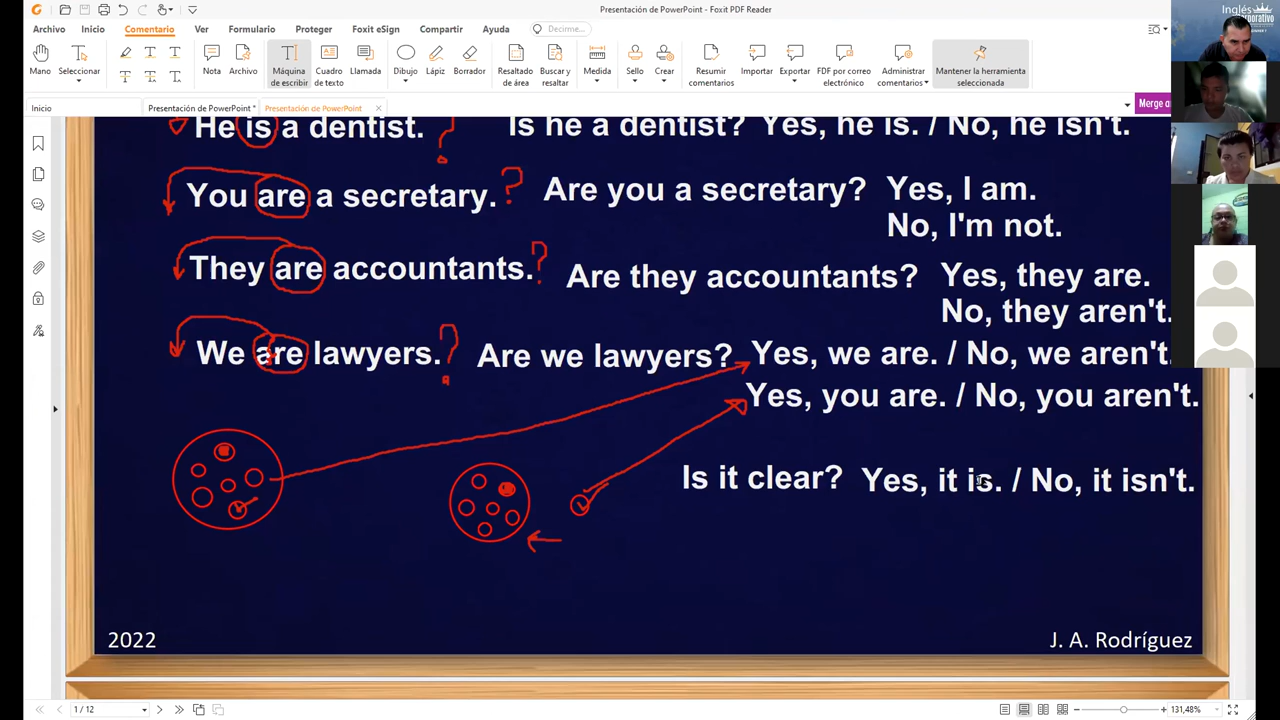 Presentación de PowerPoint - Foxit PDF Reader
Archivo Inicio Comentario Ver Formulario Proteger Foxit eSign Compartir Ayuda Decirme...
Mano Seleccionar Nota Archivo Máquina de escribir Cuadro de texto Llamada Dibujo Lápiz Borrador Resaltado de área Buscar y resaltar Medida Sello Crear Resumir comentarios Importar Exportar FDF por correo electrónico Administrar comentarios Mantener la herramienta seleccionada
Inicio Presentación de PowerPoint * Presentación de PowerPoint
He is a dentist. ? Is he a dentist? Yes, he is. / No, he isn't.
You are a secretary. ? Are you a secretary? Yes, I am.
No, I'm not.
They are accountants. ? Are they accountants? Yes, they are.
No, they aren't.
We are lawyers. ? Are we lawyers? Yes, we are. / No, we aren't.
Yes, you are. / No, you aren't.
Is it clear? Yes, it is. / No, it isn't.
2022 J. A. Rodríguez
1 / 12 131,48%